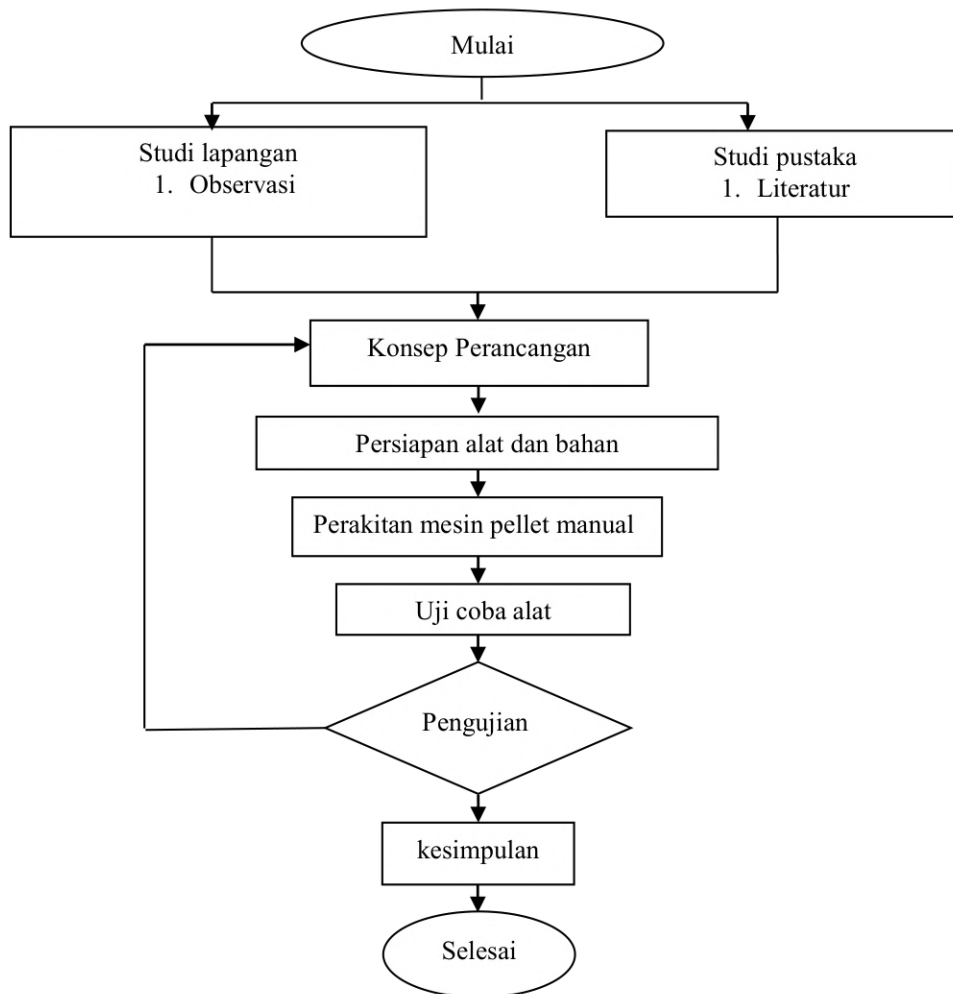 Mulai
Studi lapangan
1. Observasi
Studi pustaka
1. Literatur
Konsep Perancangan
Persiapan alat dan bahan
Perakitan mesin pellet manual
Uji coba alat
Pengujian
kesimpulan
Selesai